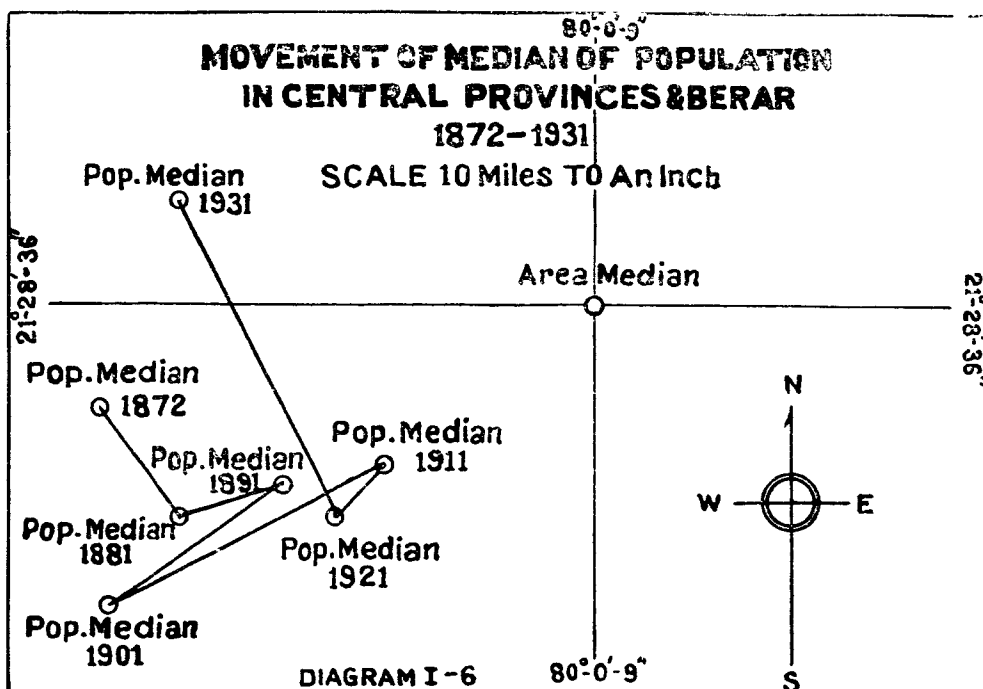 80°-0'-9"
MOVEMENT OF MEDIAN OF POPULATION
IN CENTRAL PROVINCES & BERAR
1872-1931
SCALE 10 Miles TO An Inch
Pop. Median
1931
21°-28'-36"
Area Median
21°-28'-36"
Pop. Median
1872
N
Pop. Median
1911
Pop. Median
1891
W
E
Pop. Median
1881
Pop. Median
1921
Pop. Median
1901
DIAGRAM I-6
80°-0'-9"
S